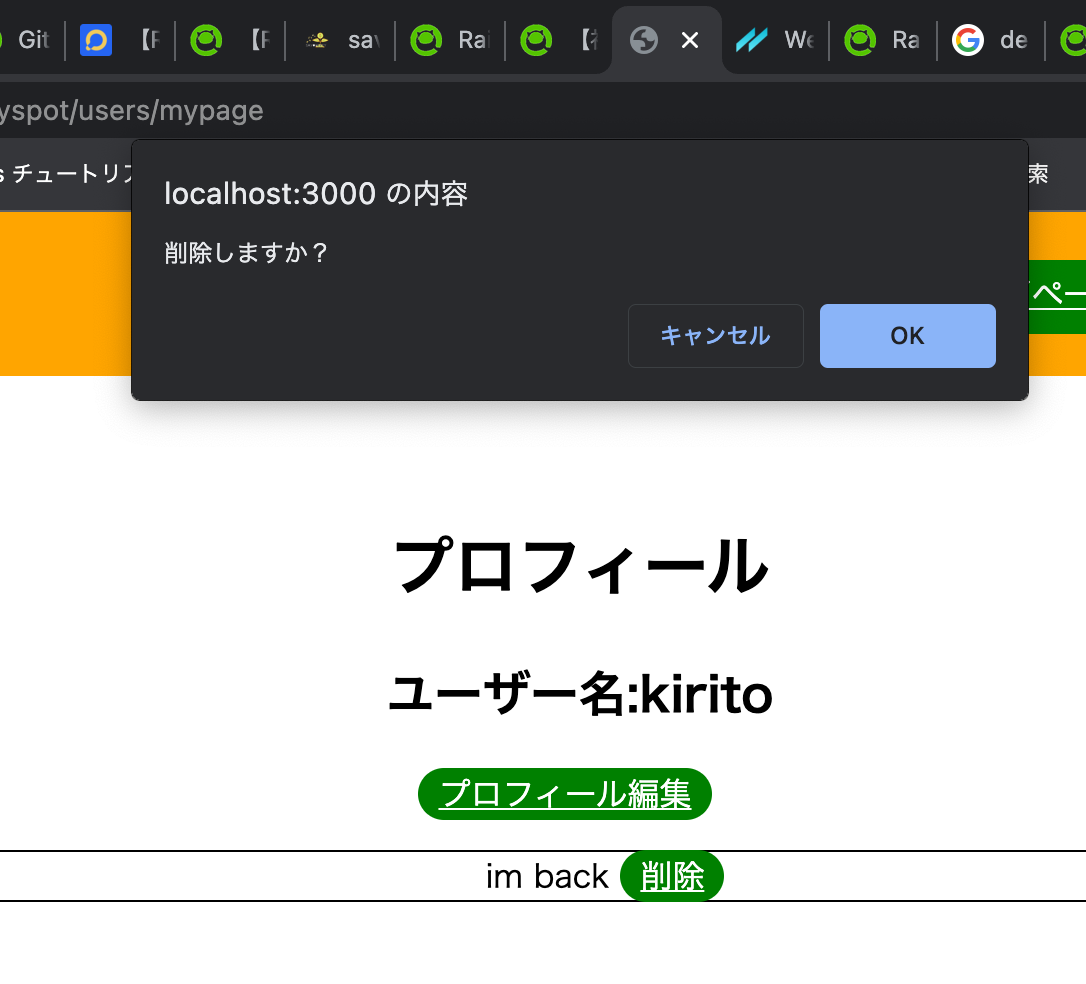 Git 【R 【R sav Rai 【初 We Ra de
yspot/users/mypage
s チュートリア
索
localhost:3000 の内容
削除しますか？
キャンセル
OK
ペー
プロフィール
ユーザー名:kirito
プロフィール編集
im back 削除